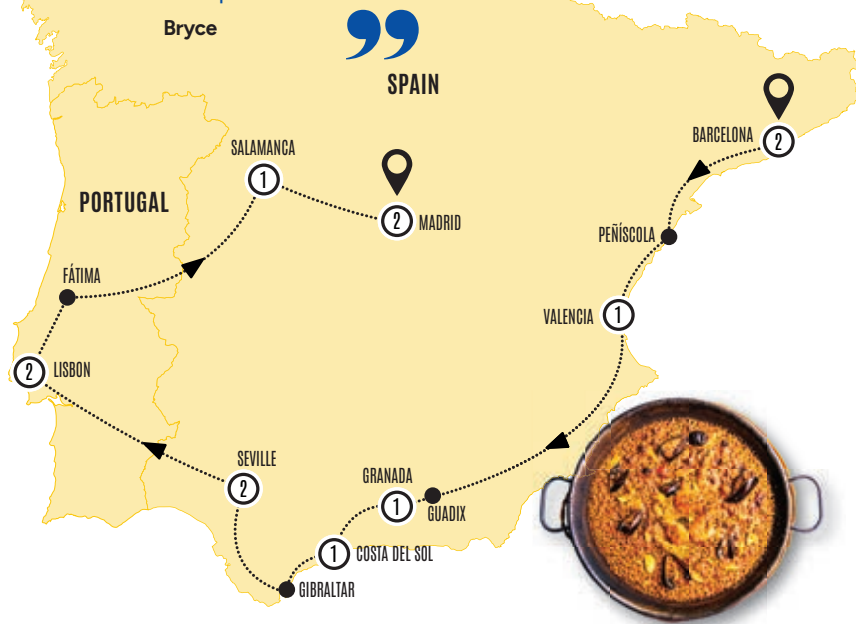 Bryce
”
SPAIN
BARCELONA
2
SALAMANCA
1
PORTUGAL
2
MADRID
PEÑÍSCOLA
FÁTIMA
VALENCIA
1
2
LISBON
SEVILLE
2
GRANADA
1
GUADIX
1
COSTA DEL SOL
GIBRALTAR